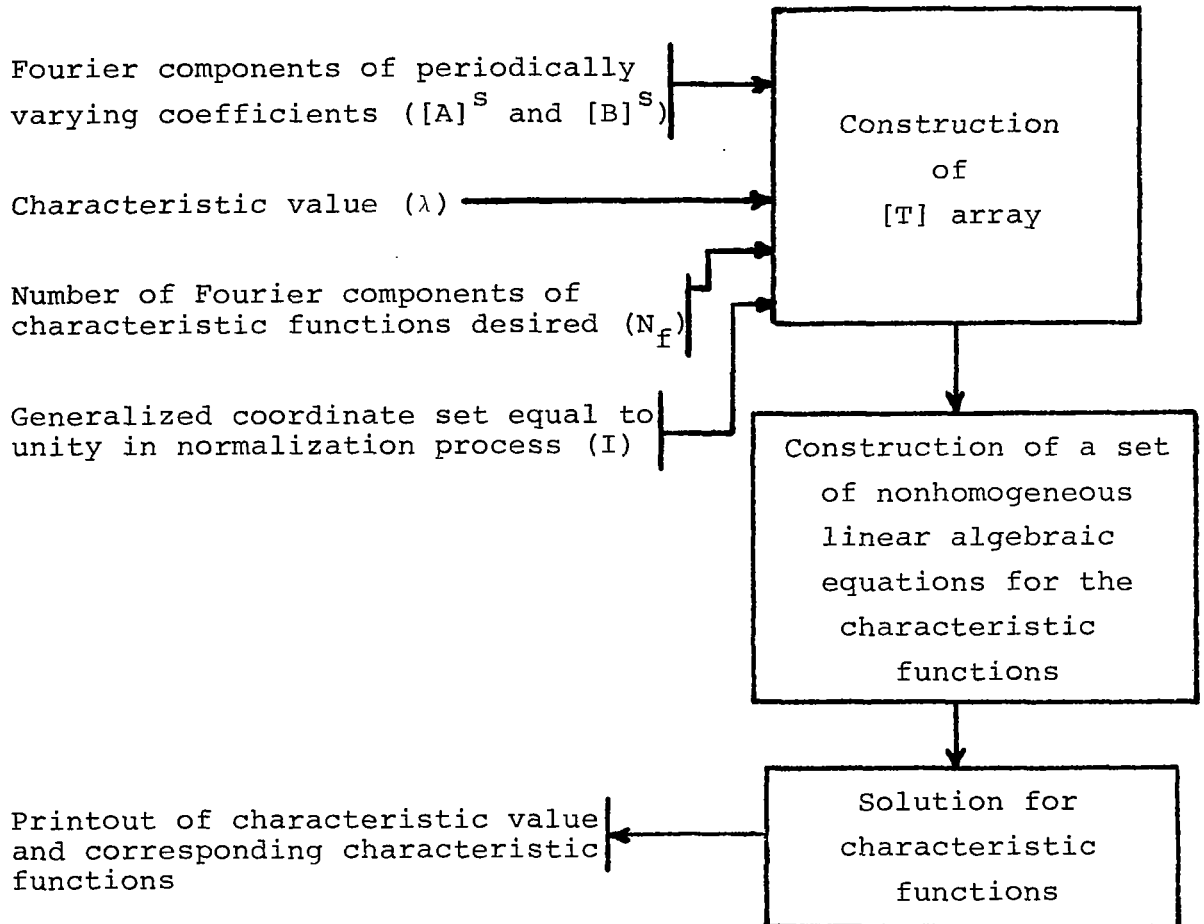 Fourier components of periodically
varying coefficients ([A]^s and [B]^s)
Characteristic value (λ)
Number of Fourier components of
characteristic functions desired (N_f)
Generalized coordinate set equal to
unity in normalization process (I)
Construction
of
[T] array
Construction of a set
of nonhomogeneous
linear algebraic
equations for the
characteristic
functions
Solution for
characteristic
functions
Printout of characteristic value
and corresponding characteristic
functions